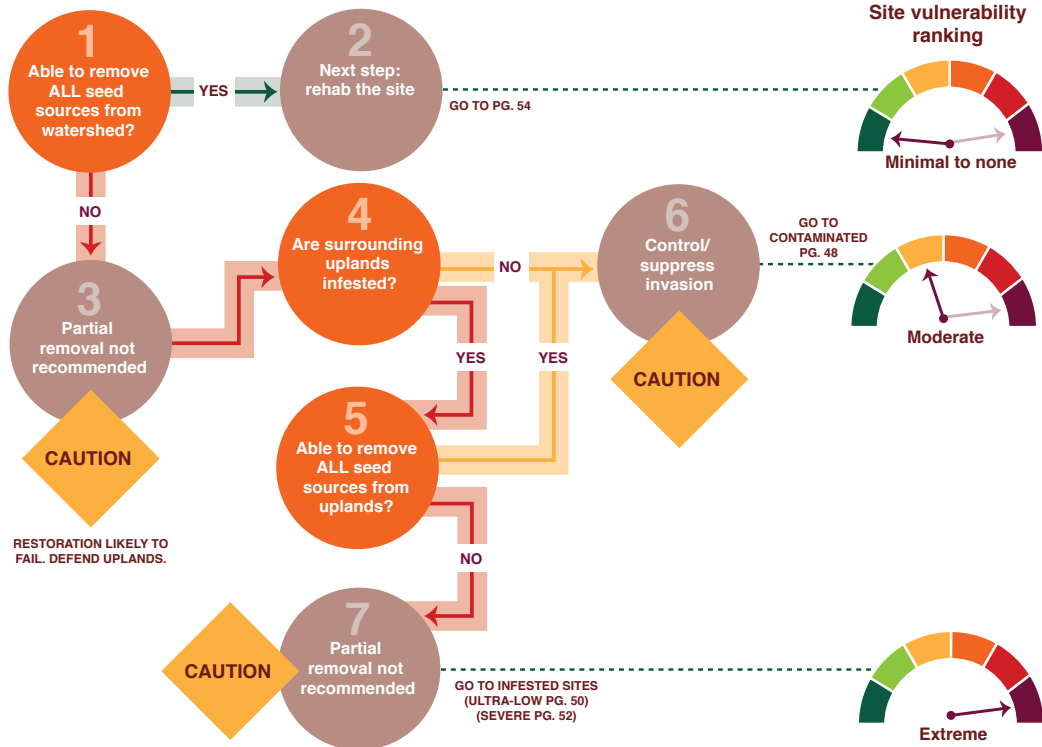 Site vulnerability
ranking
1
Able to remove
ALL seed
sources from
watershed?
YES
2
Next step:
rehab the site
GO TO PG. 54
Minimal to none
NO
3
Partial
removal not
recommended
CAUTION
RESTORATION LIKELY TO
FAIL. DEFEND UPLANDS.
4
Are surrounding
uplands
infested?
NO
6
Control/
suppress
invasion
CAUTION
GO TO
CONTAMINATED
PG. 48
Moderate
YES
YES
5
Able to remove
ALL seed
sources from
uplands?
NO
7
Partial
removal not
recommended
CAUTION
GO TO INFESTED SITES
(ULTRA-LOW PG. 50)
(SEVERE PG. 52)
Extreme